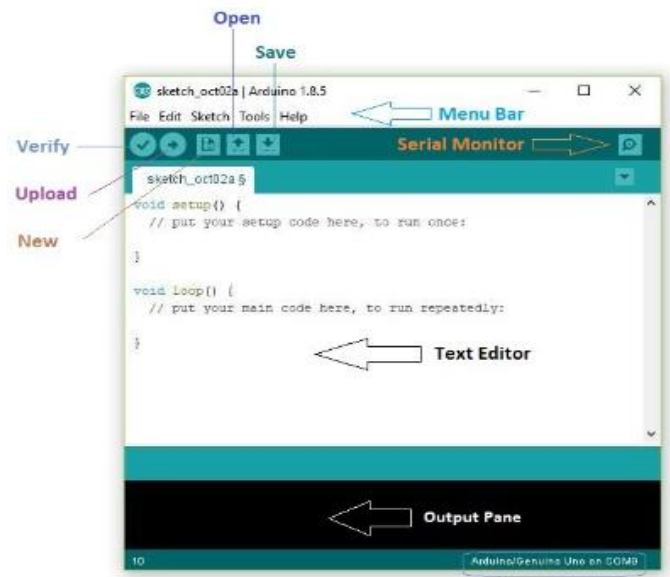 Open
Save
sketch_oct02a | Arduino 1.8.5
File Edit Sketch Tools Help
Menu Bar
Verify
Serial Monitor
sketch_oct02a §
Upload
void setup() {
// put your setup code here, to run once:
New
}
void loop() {
// put your main code here, to run repeatedly:
}
Text Editor
Output Pane
10
Arduino/Genuino Uno on COM8